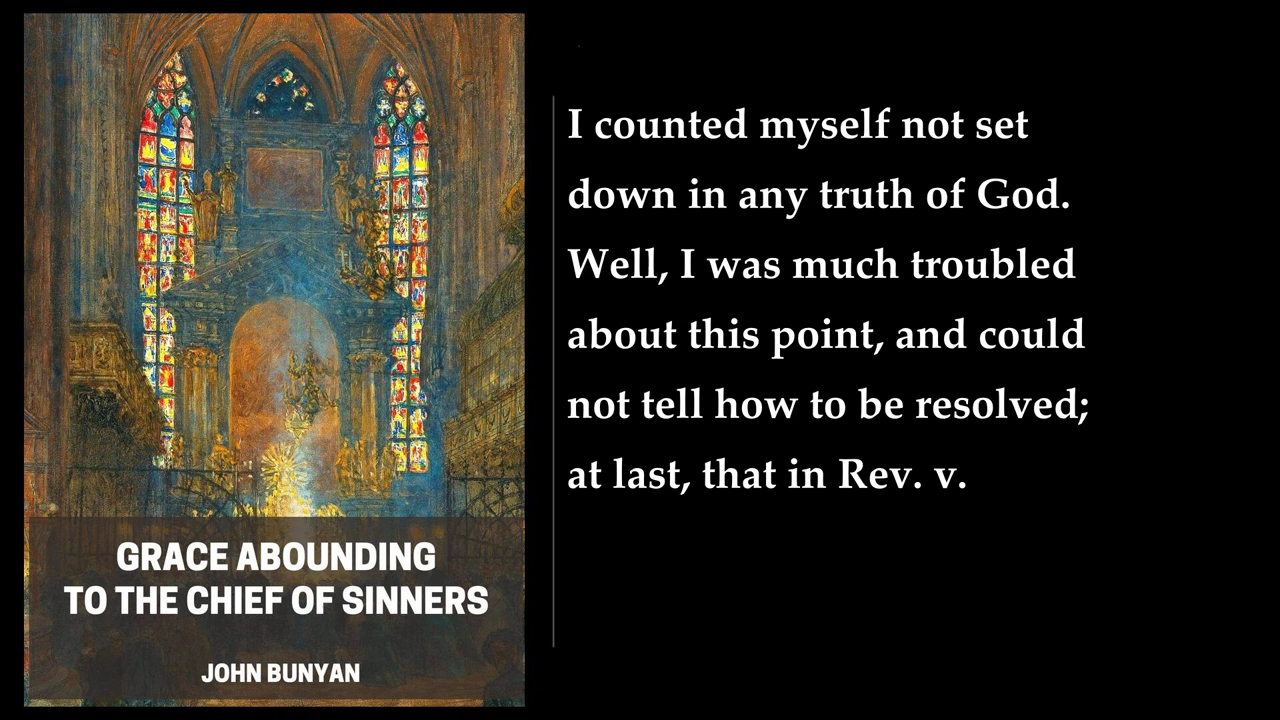 GRACE ABOUNDING
TO THE CHIEF OF SINNERS
JOHN BUNYAN
I counted myself not set
down in any truth of God.
Well, I was much troubled
about this point, and could
not tell how to be resolved;
at last, that in Rev. v.